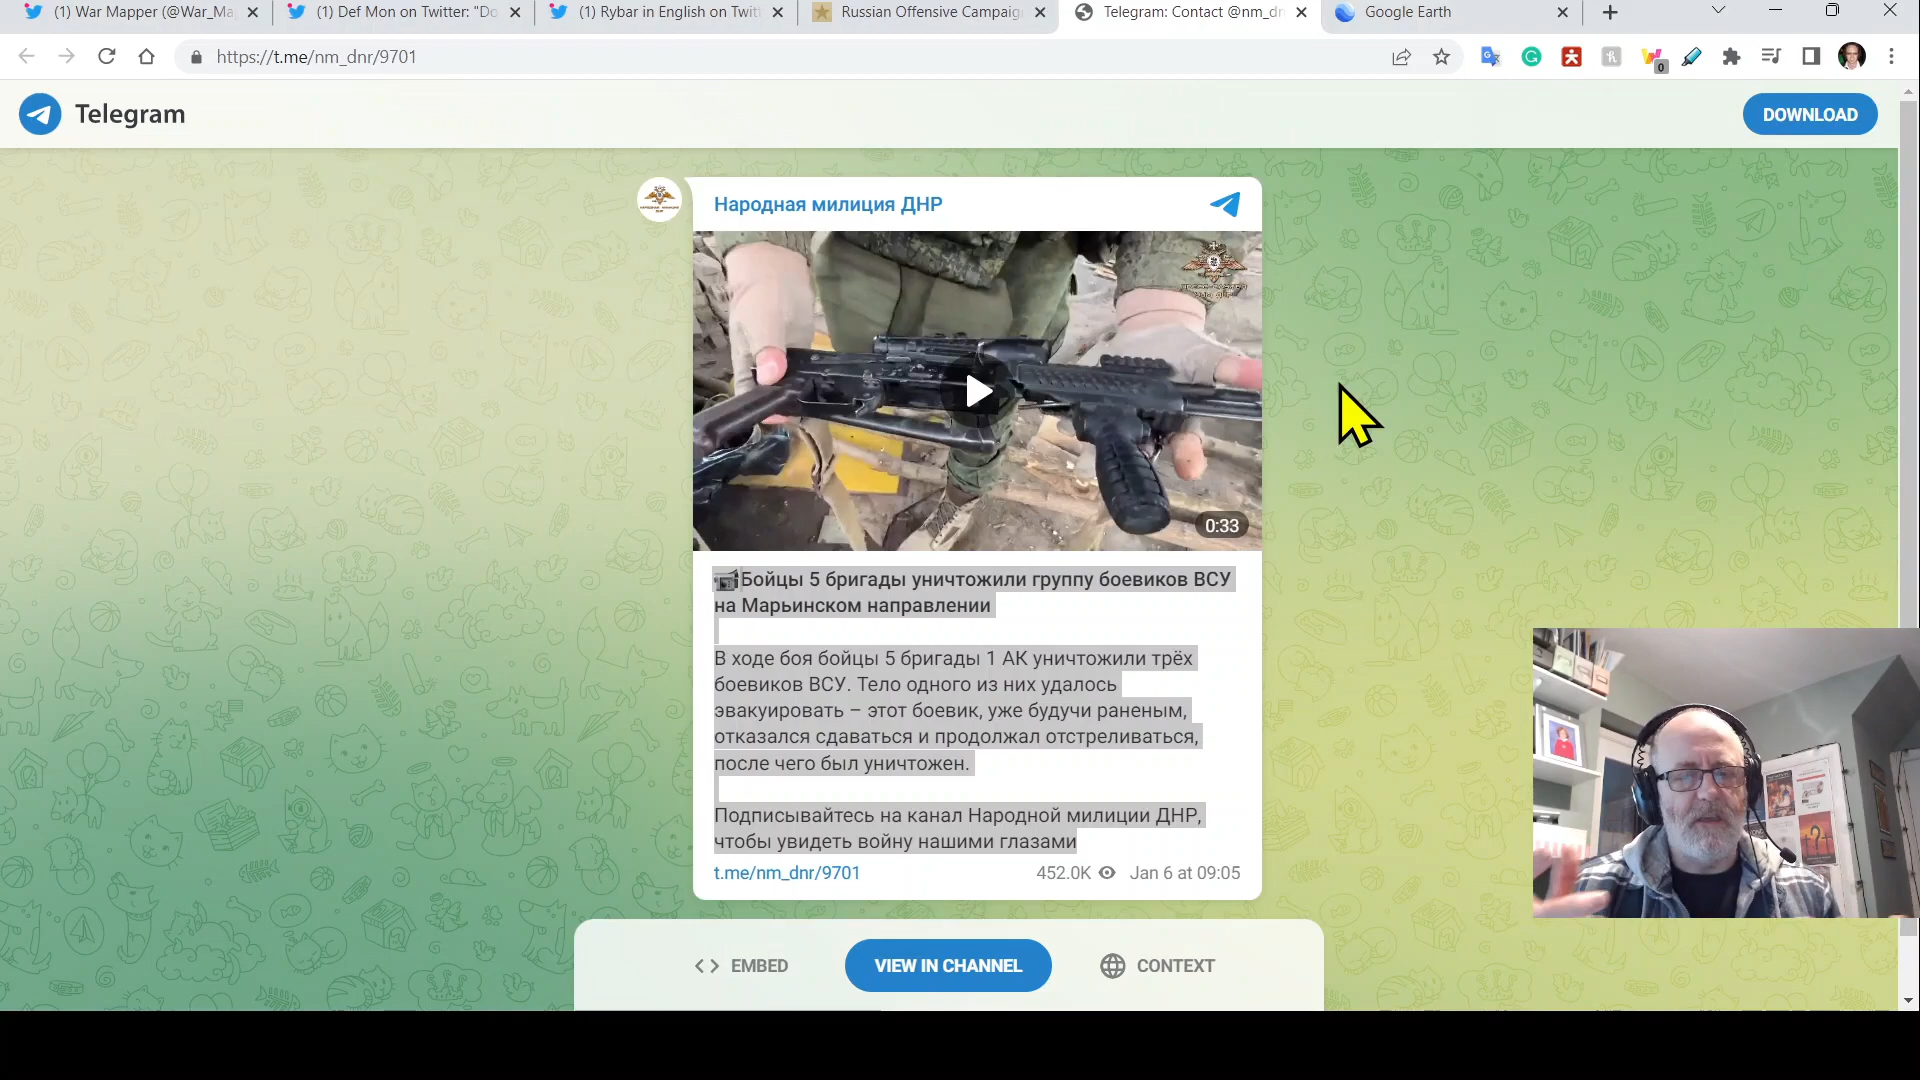 (1) War Mapper (@War_Ma
(1) Def Mon on Twitter: "Do
(1) Rybar in English on Twit
Russian Offensive Campaig
Telegram: Contact @nm_dn
Google Earth
https://t.me/nm_dnr/9701
0
Telegram
DOWNLOAD
Народная милиция ДНР
0:33
Бойцы 5 бригады уничтожили группу боевиков ВСУ
на Марьинском направлении
В ходе боя бойцы 5 бригады 1 АК уничтожили трёх
боевиков ВСУ. Тело одного из них удалось
эвакуировать – этот боевик, уже будучи раненым,
отказался сдаваться и продолжал отстреливаться,
после чего был уничтожен.
Подписывайтесь на канал Народной милиции ДНР,
чтобы увидеть войну нашими глазами
t.me/nm_dnr/9701
452.0K
Jan 6 at 09:05
EMBED
VIEW IN CHANNEL
CONTEXT